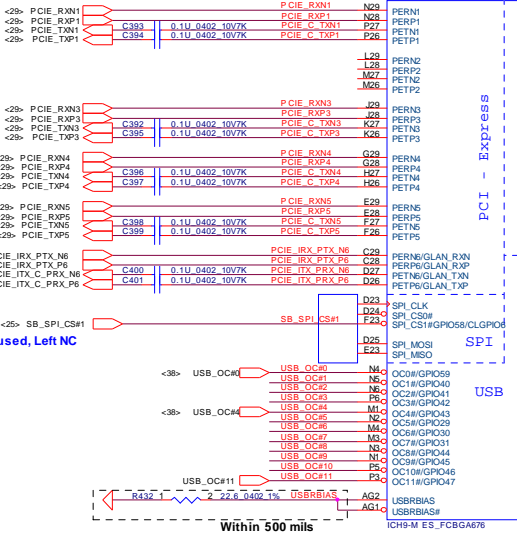 <29> PCIE_RXN1 PCIE_RXN1 N29 PERN1
<29> PCIE_RXP1 PCIE_RXP1 N28 PERP1
<29> PCIE_TXN1 C393 0.1U_0402_10V7K PCIE_C_TXN1 P27 PETN1
<29> PCIE_TXP1 C394 0.1U_0402_10V7K PCIE_C_TXP1 P26 PETP1
L29 PERN2
L28 PERP2
M27 PETN2
M26 PETP2
<29> PCIE_RXN3 PCIE_RXN3 J29 PERN3
<29> PCIE_RXP3 PCIE_RXP3 J28 PERP3
<29> PCIE_TXN3 C392 0.1U_0402_10V7K PCIE_C_TXN3 K27 PETN3
<29> PCIE_TXP3 C395 0.1U_0402_10V7K PCIE_C_TXP3 K26 PETP3
29> PCIE_RXN4 PCIE_RXN4 G29 PERN4
29> PCIE_RXP4 PCIE_RXP4 G28 PERP4
29> PCIE_TXN4 C396 0.1U_0402_10V7K PCIE_C_TXN4 H27 PETN4
29> PCIE_TXP4 C397 0.1U_0402_10V7K PCIE_C_TXP4 H26 PETP4
<29> PCIE_RXN5 PCIE_RXN5 E29 PERN5
<29> PCIE_RXP5 PCIE_RXP5 E28 PERP5
<29> PCIE_TXN5 C398 0.1U_0402_10V7K PCIE_C_TXN5 F27 PETN5
<29> PCIE_TXP5 C399 0.1U_0402_10V7K PCIE_C_TXP5 F26 PETP5
PCI - Express
CIE_IRX_PTX_N6 PCIE_IRX_PTX_N6 C29 PERN6/GLAN_RXN
CIE_IRX_PTX_P6 PCIE_IRX_PTX_P6 C28 PERP6/GLAN_RXP
CIE_ITX_C_PRX_N6 C400 0.1U_0402_10V7K PCIE_ITX_PRX_N6 D27 PETN6/GLAN_TXN
CIE_ITX_C_PRX_P6 C401 0.1U_0402_10V7K PCIE_ITX_PRX_P6 D26 PETP6/GLAN_TXP
D23 SPI_CLK
D24 SPI_CS0#
<25> SB_SPI_CS#1 SB_SPI_CS#1 F23 SPI_CS1#GPIO58/CLGPIO6
used, Left NC
D25 SPI_MOSI
E23 SPI_MISO
SPI
<38> USB_OC#0 USB_OC#0 N4 OC0#/GPIO59
USB_OC#1 N5 OC1#/GPIO40
USB_OC#2 N6 OC2#/GPIO41
USB_OC#3 P6 OC3#/GPIO42
<38> USB_OC#4 USB_OC#4 M1 OC4#/GPIO43
USB_OC#5 N2 OC5#/GPIO29
USB_OC#6 M4 OC6#/GPIO30
USB_OC#7 M3 OC7#/GPIO31
USB_OC#8 N3 OC8#/GPIO44
USB_OC#9 N1 OC9#/GPIO45
USB_OC#10 P5 OC10#/GPIO46
USB_OC#11 USB_OC#11 P3 OC11#/GPIO47
USB
R432 1 2 22.6_0402_1% USBRBIAS AG2 USBRBIAS
AG1 USBRBIAS#
Within 500 mils
ICH9-M ES_FCBGA676